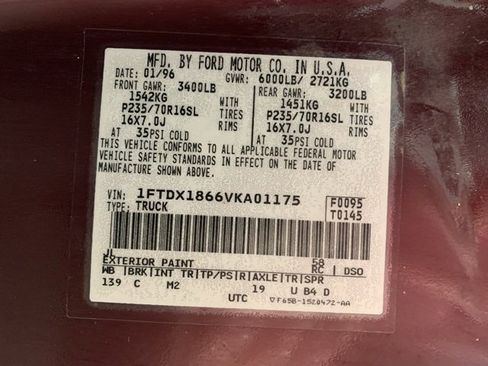 MFD. BY FORD MOTOR CO. IN U.S.A.
DATE: 01/96 GVWR: 6000LB/ 2721KG
FRONT GAWR: 3400LB REAR GAWR: 3200LB
1542KG WITH 1451KG WITH
P235/70R16SL TIRES P235/70R16SL TIRES
16X7.0J RIMS 16X7.0J RIMS
AT 35PSI COLD AT 35PSI COLD
THIS VEHICLE CONFORMS TO ALL APPLICABLE FEDERAL MOTOR
VEHICLE SAFETY STANDARDS IN EFFECT ON THE DATE OF
MANUFACTURE SHOWN ABOVE.
VIN: 1FTDX1866VKA01175 F0095
TYPE: TRUCK T0145
JL
EXTERIOR PAINT 58 RC DSO
WB BRK INT TR TP/PS R AXLE TR SPR
139 C M2 19 U B4 D
UTC ▽F65B-1520472-AA